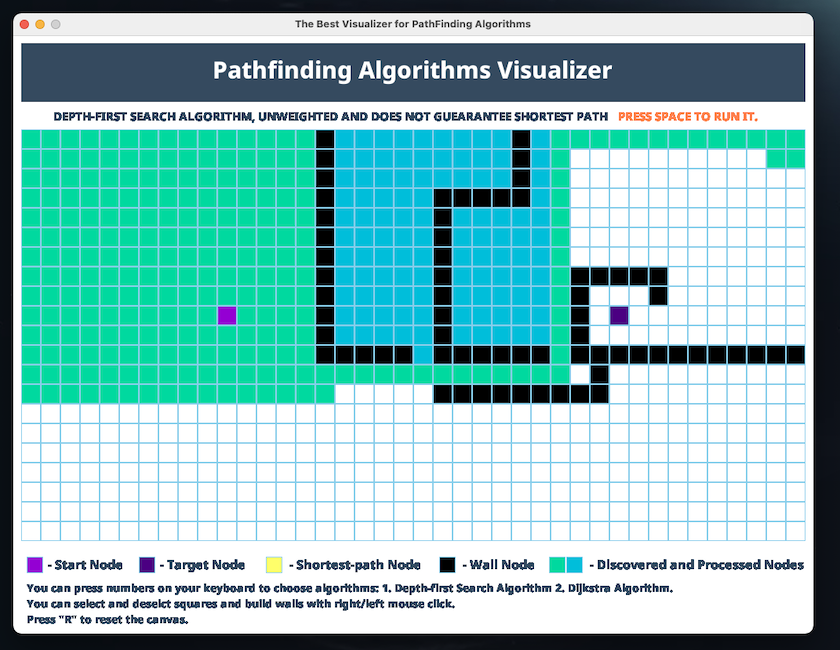 The Best Visualizer for PathFinding Algorithms
Pathfinding Algorithms Visualizer
DEPTH-FIRST SEARCH ALGORITHM, UNWEIGHTED AND DOES NOT GUEARANTEE SHORTEST PATH PRESS SPACE TO RUN IT.
- Start Node - Target Node - Shortest-path Node - Wall Node - Discovered and Processed Nodes
You can press numbers on your keyboard to choose algorithms: 1. Depth-first Search Algorithm 2. Dijkstra Algorithm.
You can select and deselct squares and build walls with right/left mouse click.
Press "R" to reset the canvas.